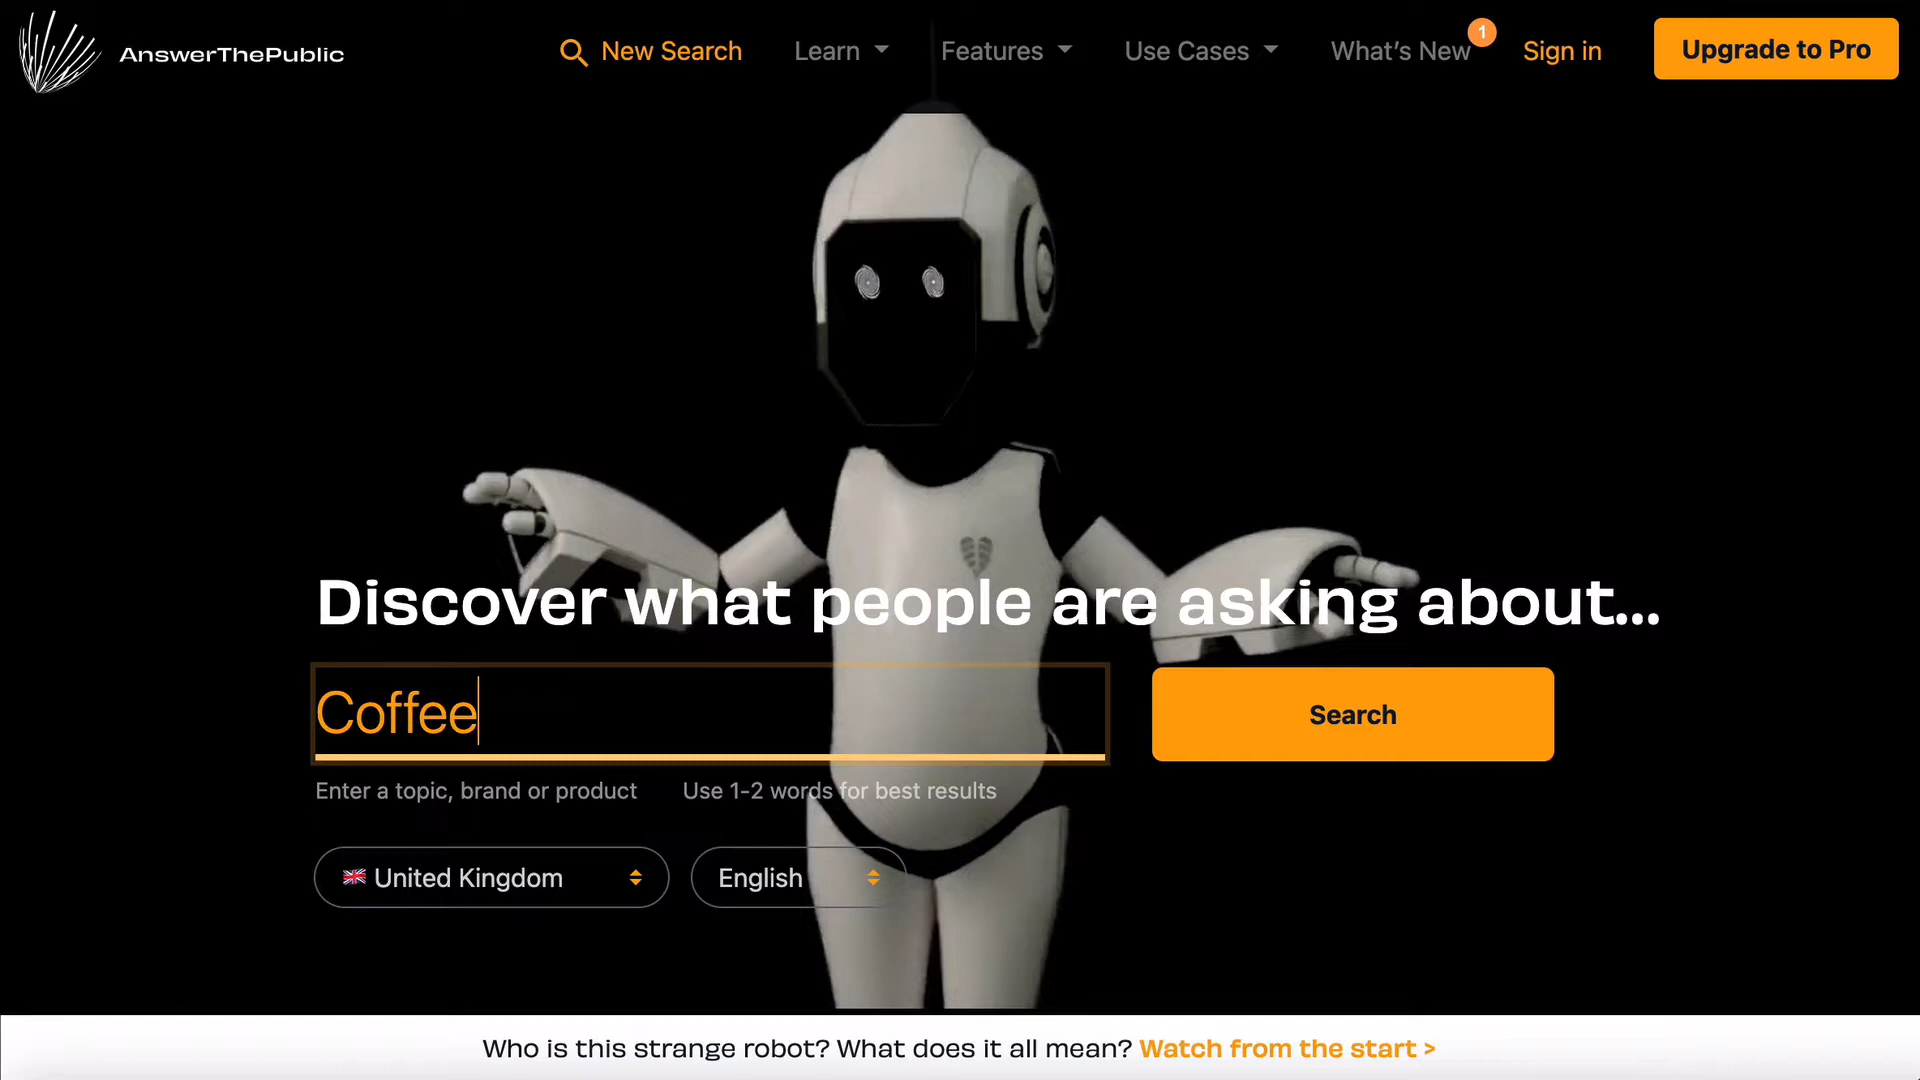 AnswerThePublic
New Search
Learn
Features
Use Cases
What's New
1
Sign in
Upgrade to Pro
Discover what people are asking about...
Coffee
Search
Enter a topic, brand or product
Use 1-2 words for best results
United Kingdom
English
Who is this strange robot? What does it all mean? Watch from the start >